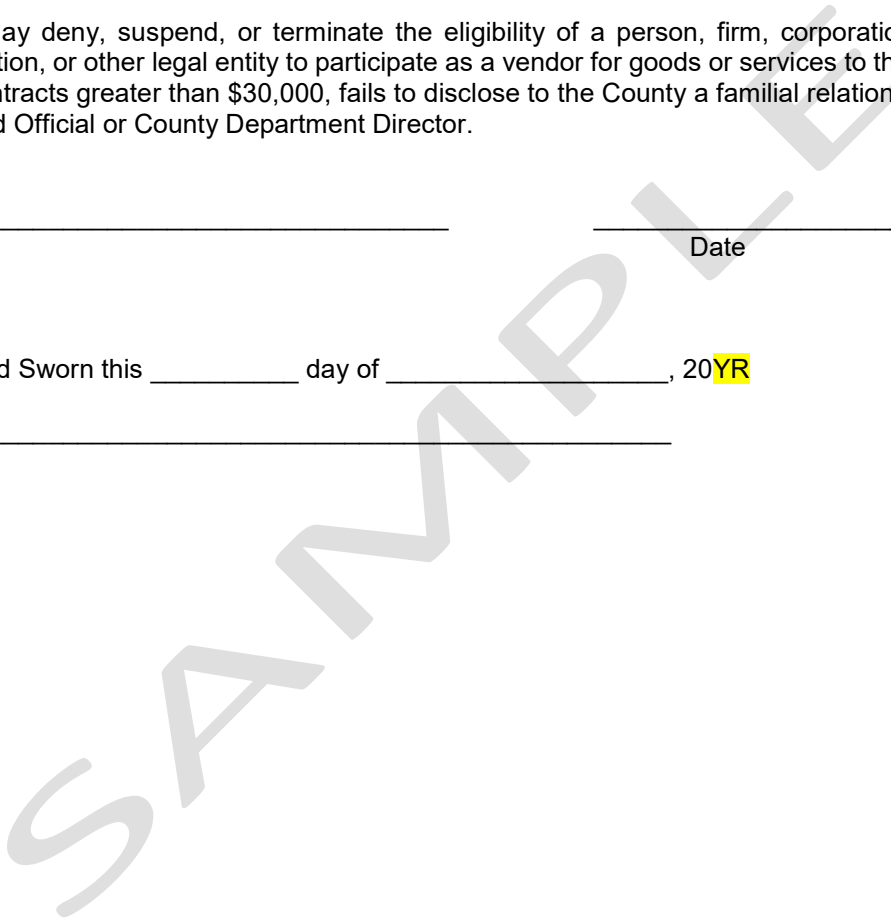 ay deny, suspend, or terminate the eligibility of a person, firm, corporatio
tion, or other legal entity to participate as a vendor for goods or services to th
ntracts greater than $30,000, fails to disclose to the County a familial relation
d Official or County Department Director.
Date
d Sworn this __________ day of ___________________, 20YR
SAMPLE